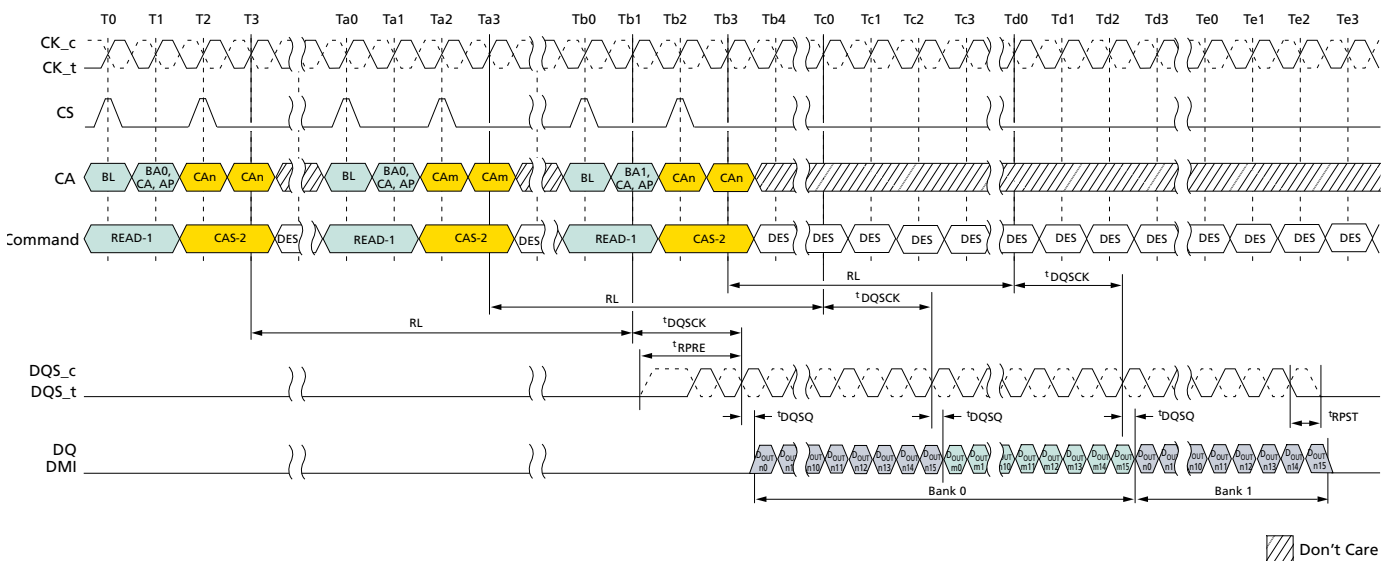 T0 T1 T2 T3 Ta0 Ta1 Ta2 Ta3 Tb0 Tb1 Tb2 Tb3 Tb4 Tc0 Tc1 Tc2 Tc3 Td0 Td1 Td2 Td3 Te0 Te1 Te2 Te3
CK_c
CK_t
CS
CA BL BA0, CA, AP CAn CAn BL BA0, CA, AP CAm CAm BL BA1, CA, AP CAn CAn
Command READ-1 CAS-2 DES READ-1 CAS-2 DES READ-1 CAS-2 DES DES DES DES DES DES DES DES DES DES DES DES
RL tDQSCK
RL tDQSCK
RL tDQSCK
tRPRE
DQS_c
DQS_t
tDQSQ tDQSQ tDQSQ tRPST
DQ
DMI
DOUT n0 DOUT n1 DOUT n10 DOUT n11 DOUT n12 DOUT n13 DOUT n14 DOUT n15 DOUT m0 DOUT m1 DOUT m10 DOUT m11 DOUT m12 DOUT m13 DOUT m14 DOUT m15 DOUT n0 DOUT n1 DOUT n10 DOUT n11 DOUT n12 DOUT n13 DOUT n14 DOUT n15
Bank 0 Bank 1
Don't Care